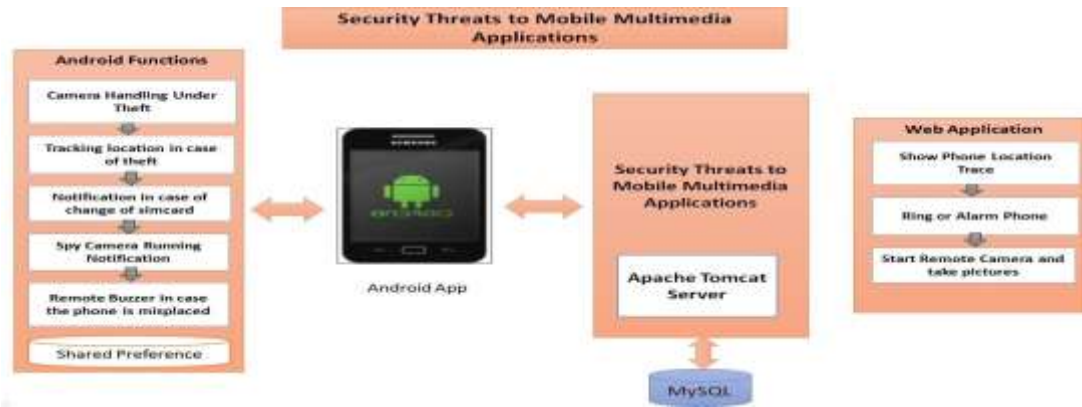 Security Threats to Mobile Multimedia
Applications
Android Functions
Camera Handling Under
Theft
Tracking location in case
of theft
Notification in case of
change of simcard
Spy Camera Running
Notification
Remote Buzzer in case
the phone is misplaced
Shared Preference
SAMSUNG
ANDROID
Android App
Security Threats to
Mobile Multimedia
Applications
Apache Tomcat
Server
MySQL
Web Application
Show Phone Location
Trace
Ring or Alarm Phone
Start Remote Camera and
take pictures